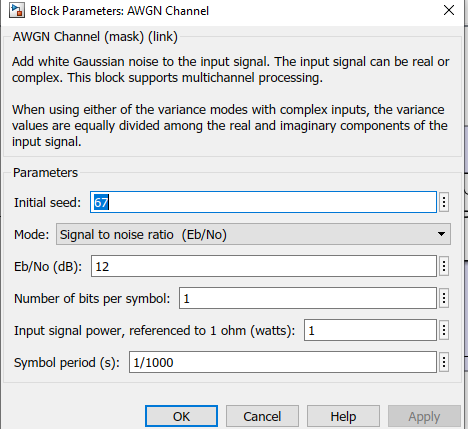 Block Parameters: AWGN Channel
AWGN Channel (mask) (link)
Add white Gaussian noise to the input signal. The input signal can be real or
complex. This block supports multichannel processing.
When using either of the variance modes with complex inputs, the variance
values are equally divided among the real and imaginary components of the
input signal.
Parameters
Initial seed: 67
Mode: Signal to noise ratio (Eb/No)
Eb/No (dB): 12
Number of bits per symbol: 1
Input signal power, referenced to 1 ohm (watts): 1
Symbol period (s): 1/1000
OK Cancel Help Apply